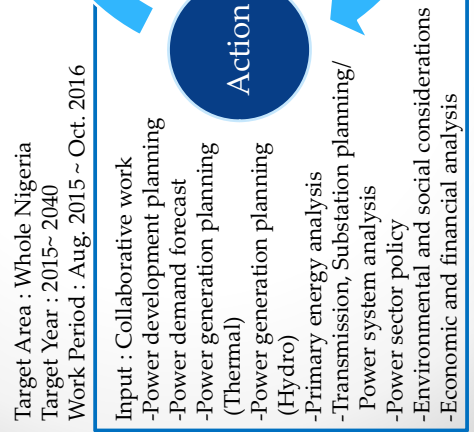 Target Area : Whole Nigeria
Target Year : 2015~ 2040
Work Period : Aug. 2015 ~ Oct. 2016
Input : Collaborative work
-Power development planning
-Power demand forecast
-Power generation planning
(Thermal)
-Power generation planning
(Hydro)
-Primary energy analysis
-Transmission, Substation planning/
Power system analysis
-Power sector policy
-Environmental and social considerations
-Economic and financial analysis
Action